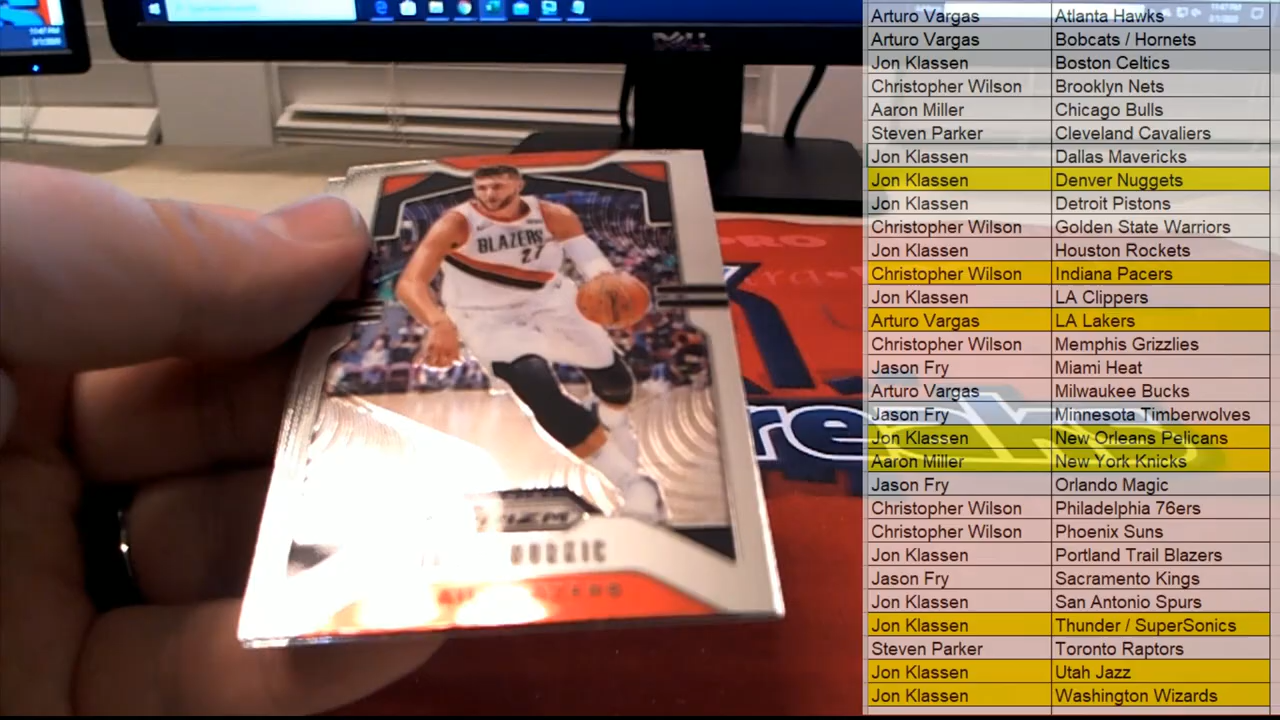 DELL
BLAZERS
27
PRO
Arturo Vargas Atlanta Hawks
Arturo Vargas Bobcats / Hornets
Jon Klassen Boston Celtics
Christopher Wilson Brooklyn Nets
Aaron Miller Chicago Bulls
Steven Parker Cleveland Cavaliers
Jon Klassen Dallas Mavericks
Jon Klassen Denver Nuggets
Jon Klassen Detroit Pistons
Christopher Wilson Golden State Warriors
Jon Klassen Houston Rockets
Christopher Wilson Indiana Pacers
Jon Klassen LA Clippers
Arturo Vargas LA Lakers
Christopher Wilson Memphis Grizzlies
Jason Fry Miami Heat
Arturo Vargas Milwaukee Bucks
Jason Fry Minnesota Timberwolves
Jon Klassen New Orleans Pelicans
Aaron Miller New York Knicks
Jason Fry Orlando Magic
Christopher Wilson Philadelphia 76ers
Christopher Wilson Phoenix Suns
Jon Klassen Portland Trail Blazers
Jason Fry Sacramento Kings
Jon Klassen San Antonio Spurs
Jon Klassen Thunder / SuperSonics
Steven Parker Toronto Raptors
Jon Klassen Utah Jazz
Jon Klassen Washington Wizards